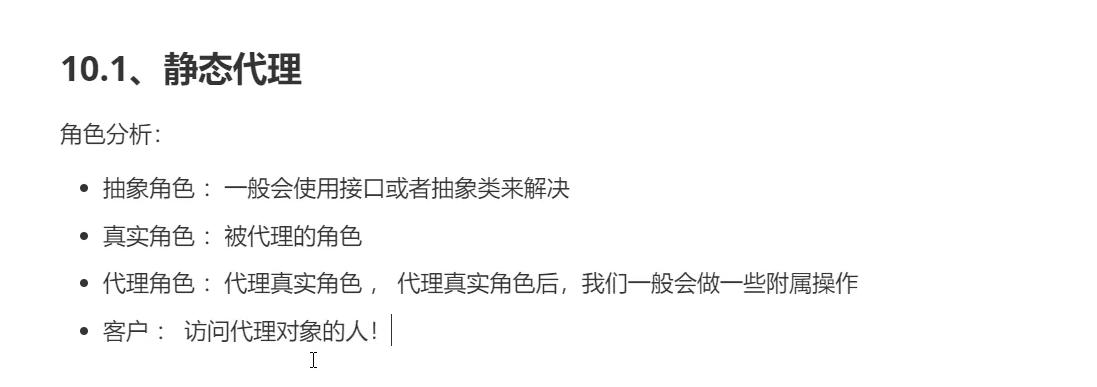 10.1、静态代理
角色分析：
抽象角色 ： 一般会使用接口或者抽象类来解决
真实角色 ： 被代理的角色
代理角色 ： 代理真实角色 ， 代理真实角色后，我们一般会做一些附属操作
客户 ： 访问代理对象的人！